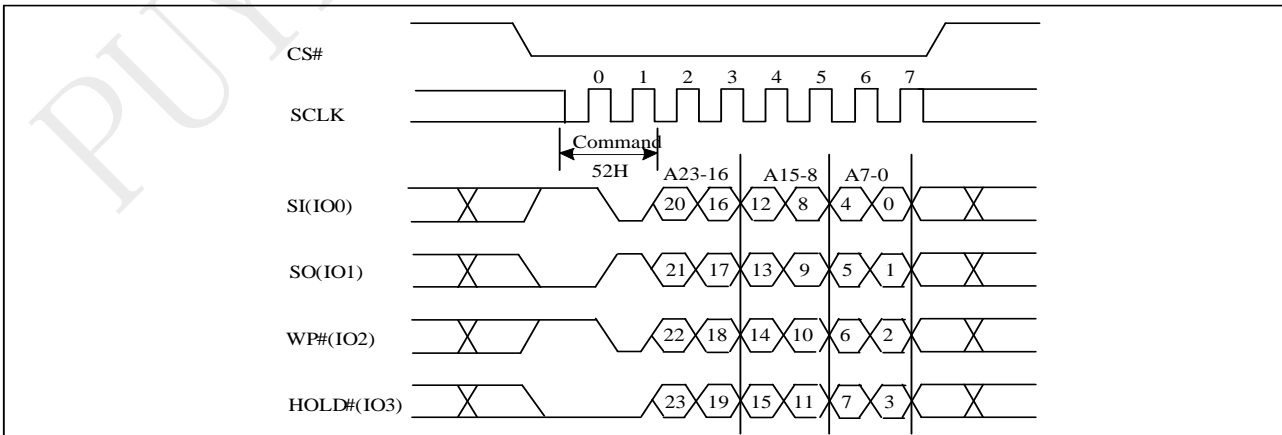 PUY
CS#
0 1 2 3 4 5 6 7
SCLK
Command
52H
A23-16 A15-8 A7-0
SI(IO0) 20 16 12 8 4 0
SO(IO1) 21 17 13 9 5 1
WP#(IO2) 22 18 14 10 6 2
HOLD#(IO3) 23 19 15 11 7 3